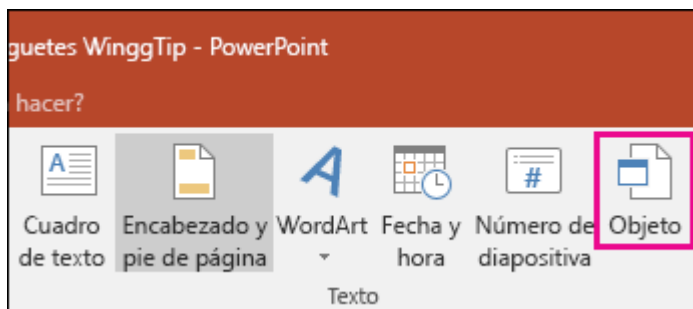 guetes WinggTip - PowerPoint
hacer?
A
A
#
Cuadro de texto
Encabezado y pie de página
WordArt
Fecha y hora
Número de diapositiva
Objeto
Texto